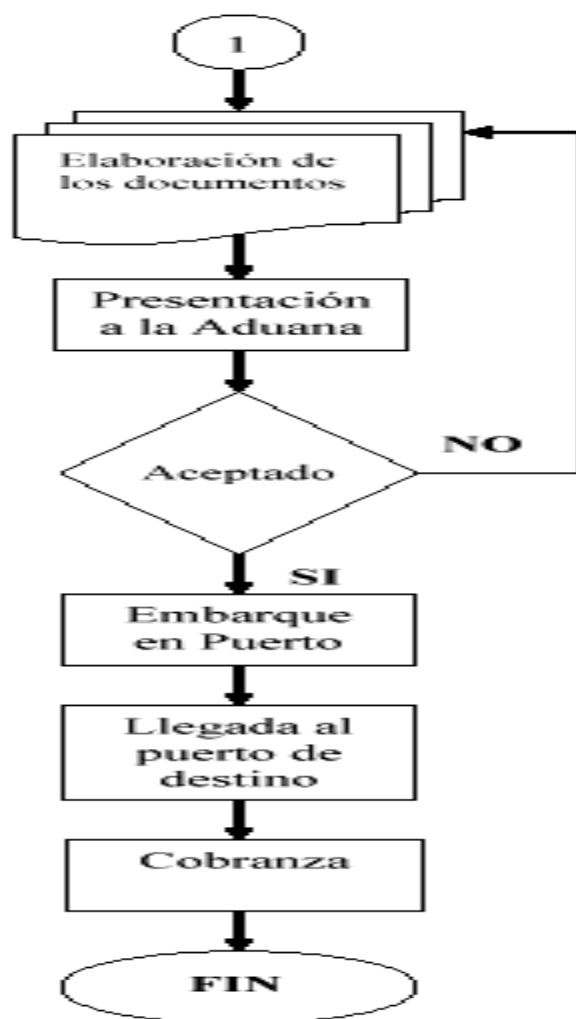 1
Elaboración de
los documentos
Presentación
a la Aduana
Aceptado
NO
SI
Embarque
en Puerto
Llegada al
puerto de
destino
Cobranza
FIN